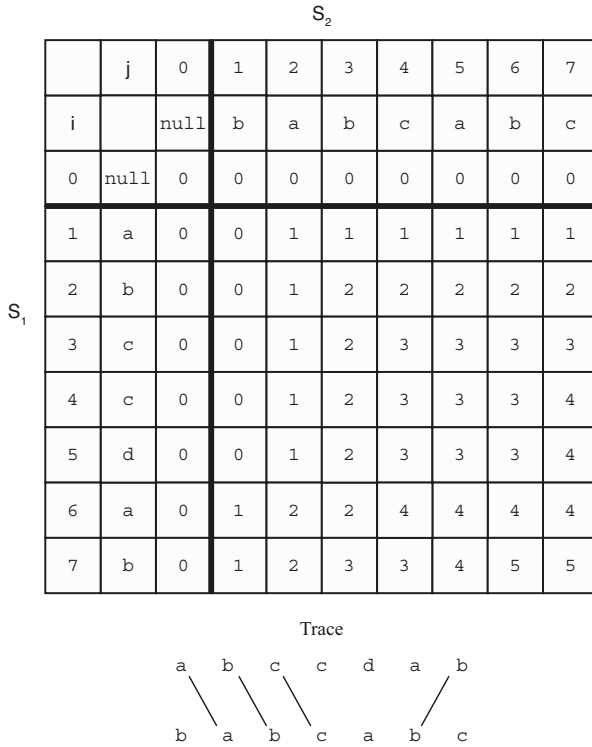 S2
j 0 1 2 3 4 5 6 7
i null b a b c a b c
0 null 0 0 0 0 0 0 0 0
1 a 0 0 1 1 1 1 1 1
S1
2 b 0 0 1 2 2 2 2 2
3 c 0 0 1 2 3 3 3 3
4 c 0 0 1 2 3 3 3 4
5 d 0 0 1 2 3 3 3 4
6 a 0 1 2 2 4 4 4 4
7 b 0 1 2 3 3 4 5 5
Trace
a b c c d a b
b a b c a b c